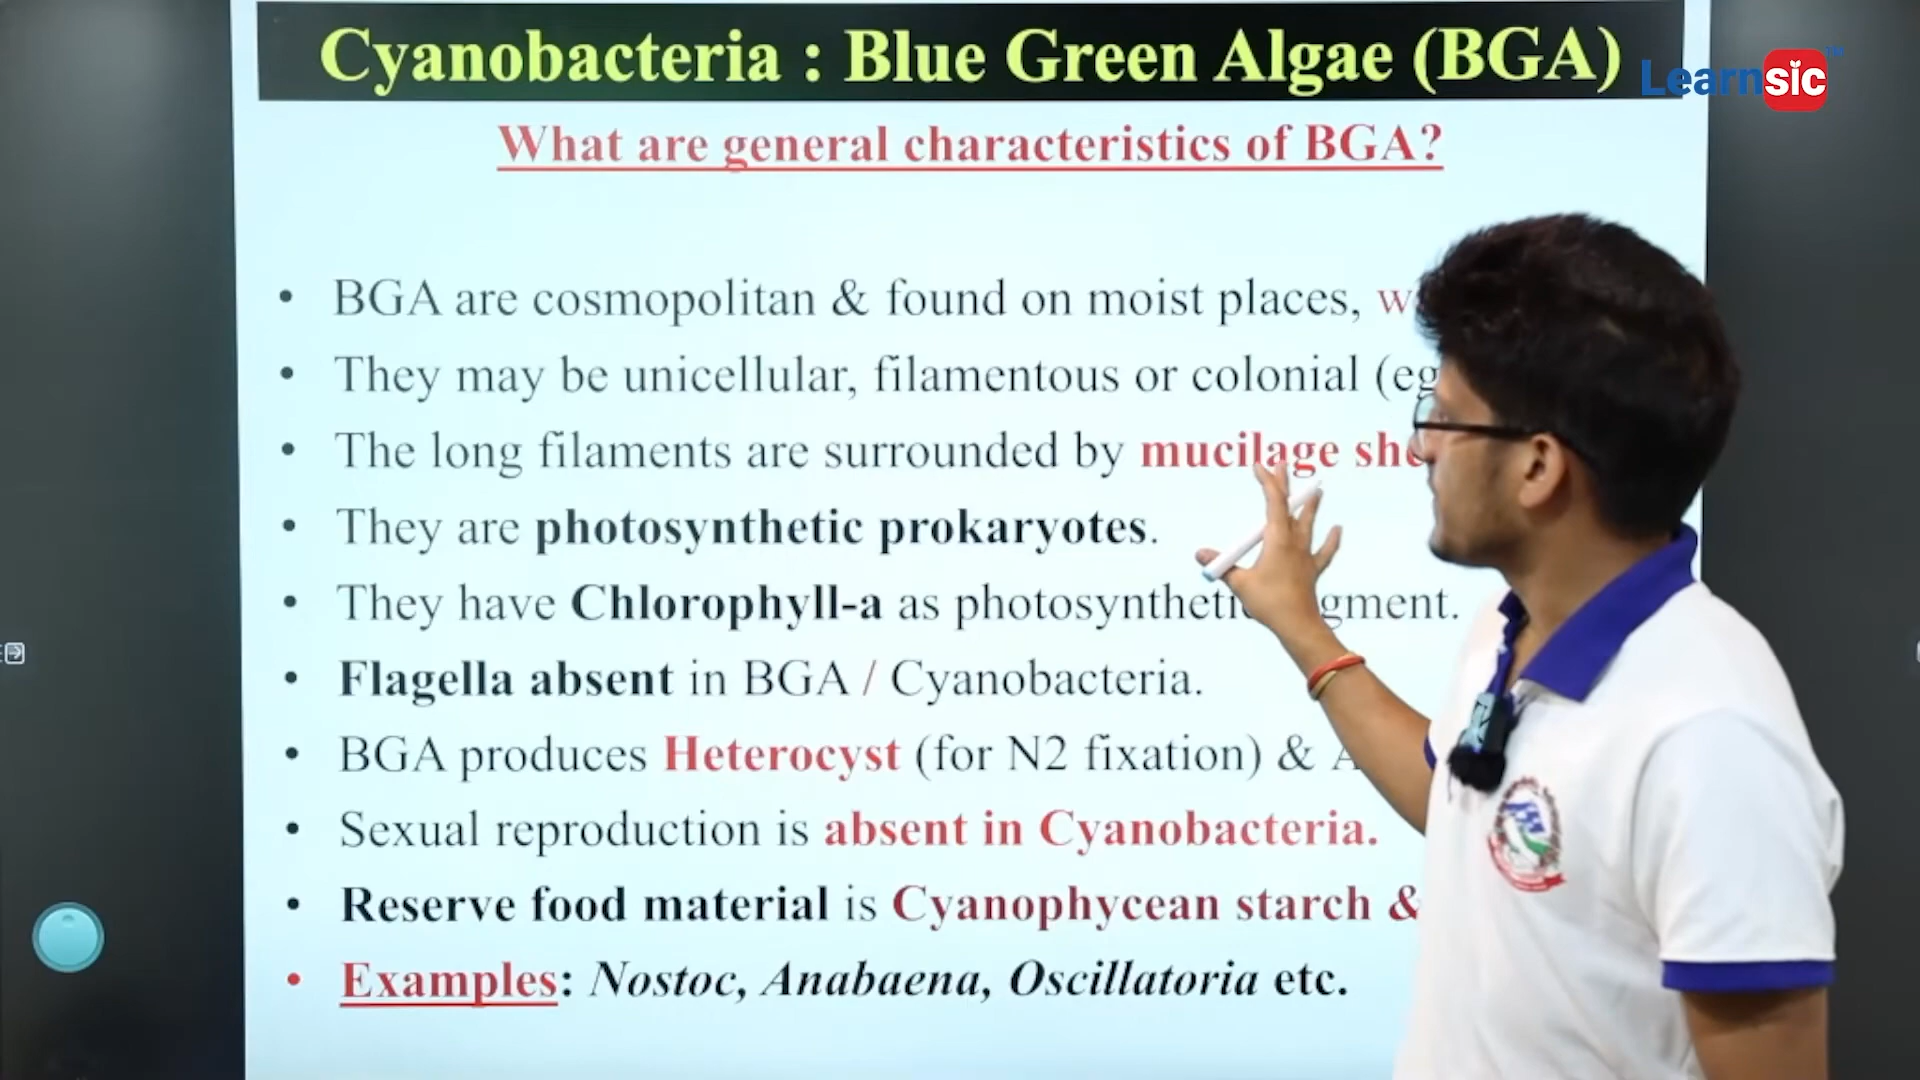 Cyanobacteria : Blue Green Algae (BGA)
Learnsic
TM
What are general characteristics of BGA?
• BGA are cosmopolitan & found on moist places,
• They may be unicellular, filamentous or colonial (eg
• The long filaments are surrounded by mucilage
• They are photosynthetic prokaryotes.
• They have Chlorophyll-a as photosynthetic
• Flagella absent in BGA / Cyanobacteria.
• BGA produces Heterocyst (for N2 fixation) &
• Sexual reproduction is absent in Cyanobacteria.
• Reserve food material is Cyanophycean starch &
• Examples: Nostoc, Anabaena, Oscillatoria etc.